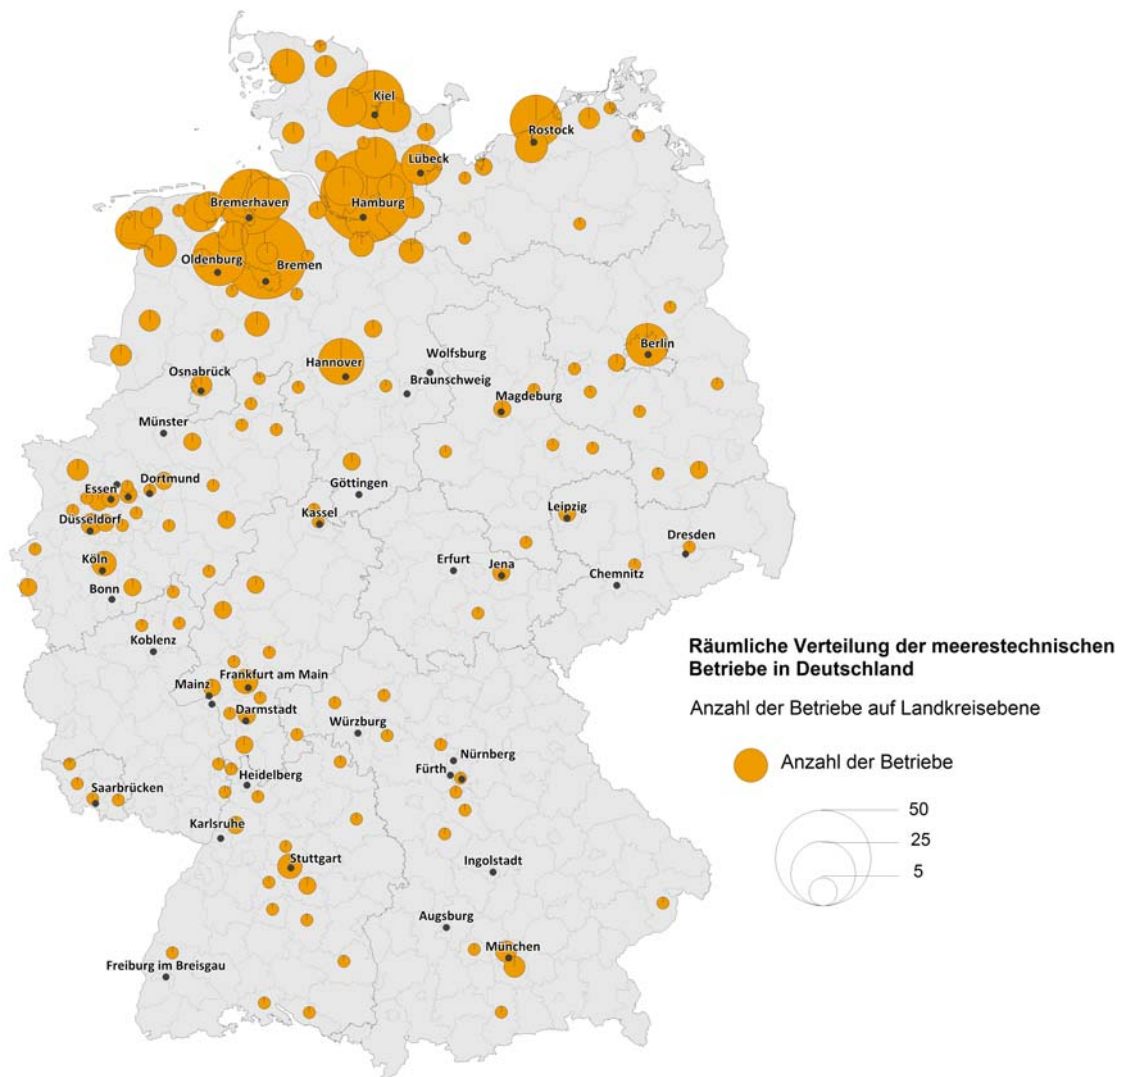 Kiel
Rostock
Lübeck
Bremerhaven
Hamburg
Oldenburg
Bremen
Berlin
Wolfsburg
Hannover
Osnabrück
Braunschweig
Magdeburg
Münster
Dortmund
Essen
Göttingen
Leipzig
Kassel
Düsseldorf
Dresden
Köln
Erfurt
Jena
Chemnitz
Bonn
Koblenz
Räumliche Verteilung der meerestechnischen
Betriebe in Deutschland
Frankfurt am Main
Mainz
Darmstadt
Anzahl der Betriebe auf Landkreisebene
Würzburg
Nürnberg
Anzahl der Betriebe
Fürth
Heidelberg
Saarbrücken
50
Karlsruhe
25
Stuttgart
Ingolstadt
5
Augsburg
München
Freiburg im Breisgau